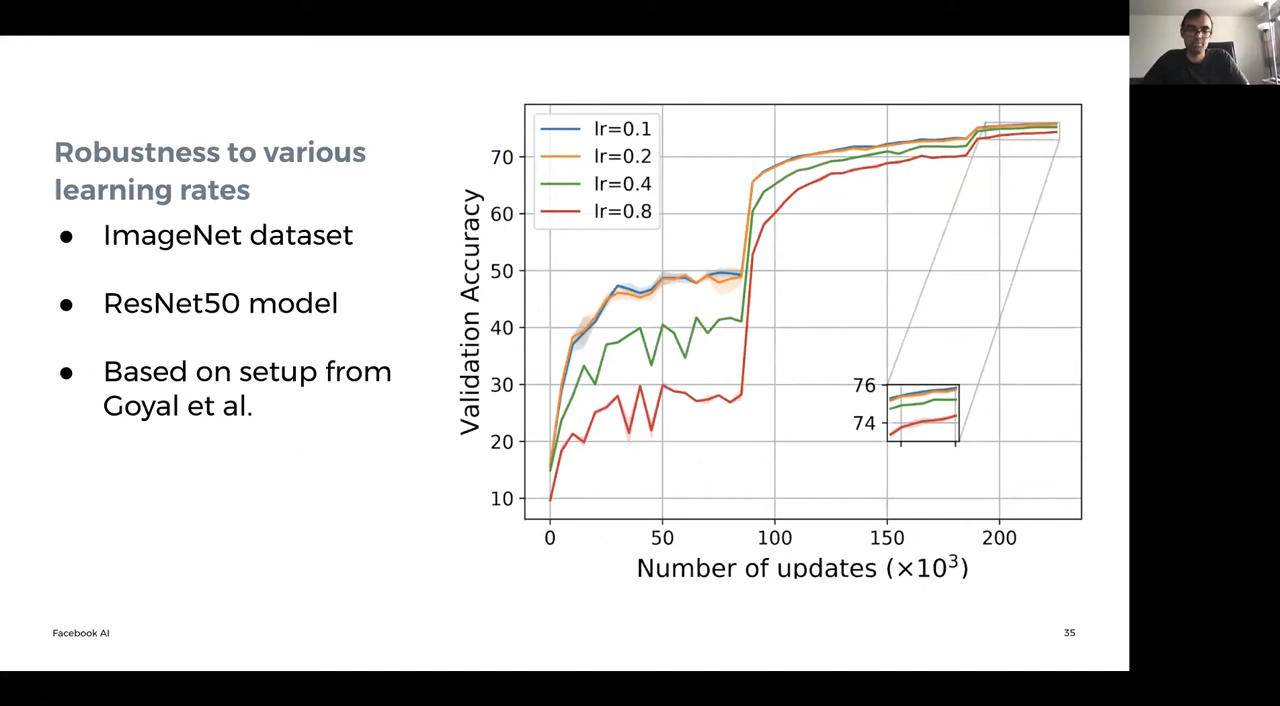 Robustness to various
learning rates
● ImageNet dataset
● ResNet50 model
● Based on setup from
Goyal et al.
lr=0.1
lr=0.2
lr=0.4
lr=0.8
Validation Accuracy
70
60
50
40
30
20
10
76
74
0 50 100 150 200
Number of updates (×10³)
Facebook AI
35